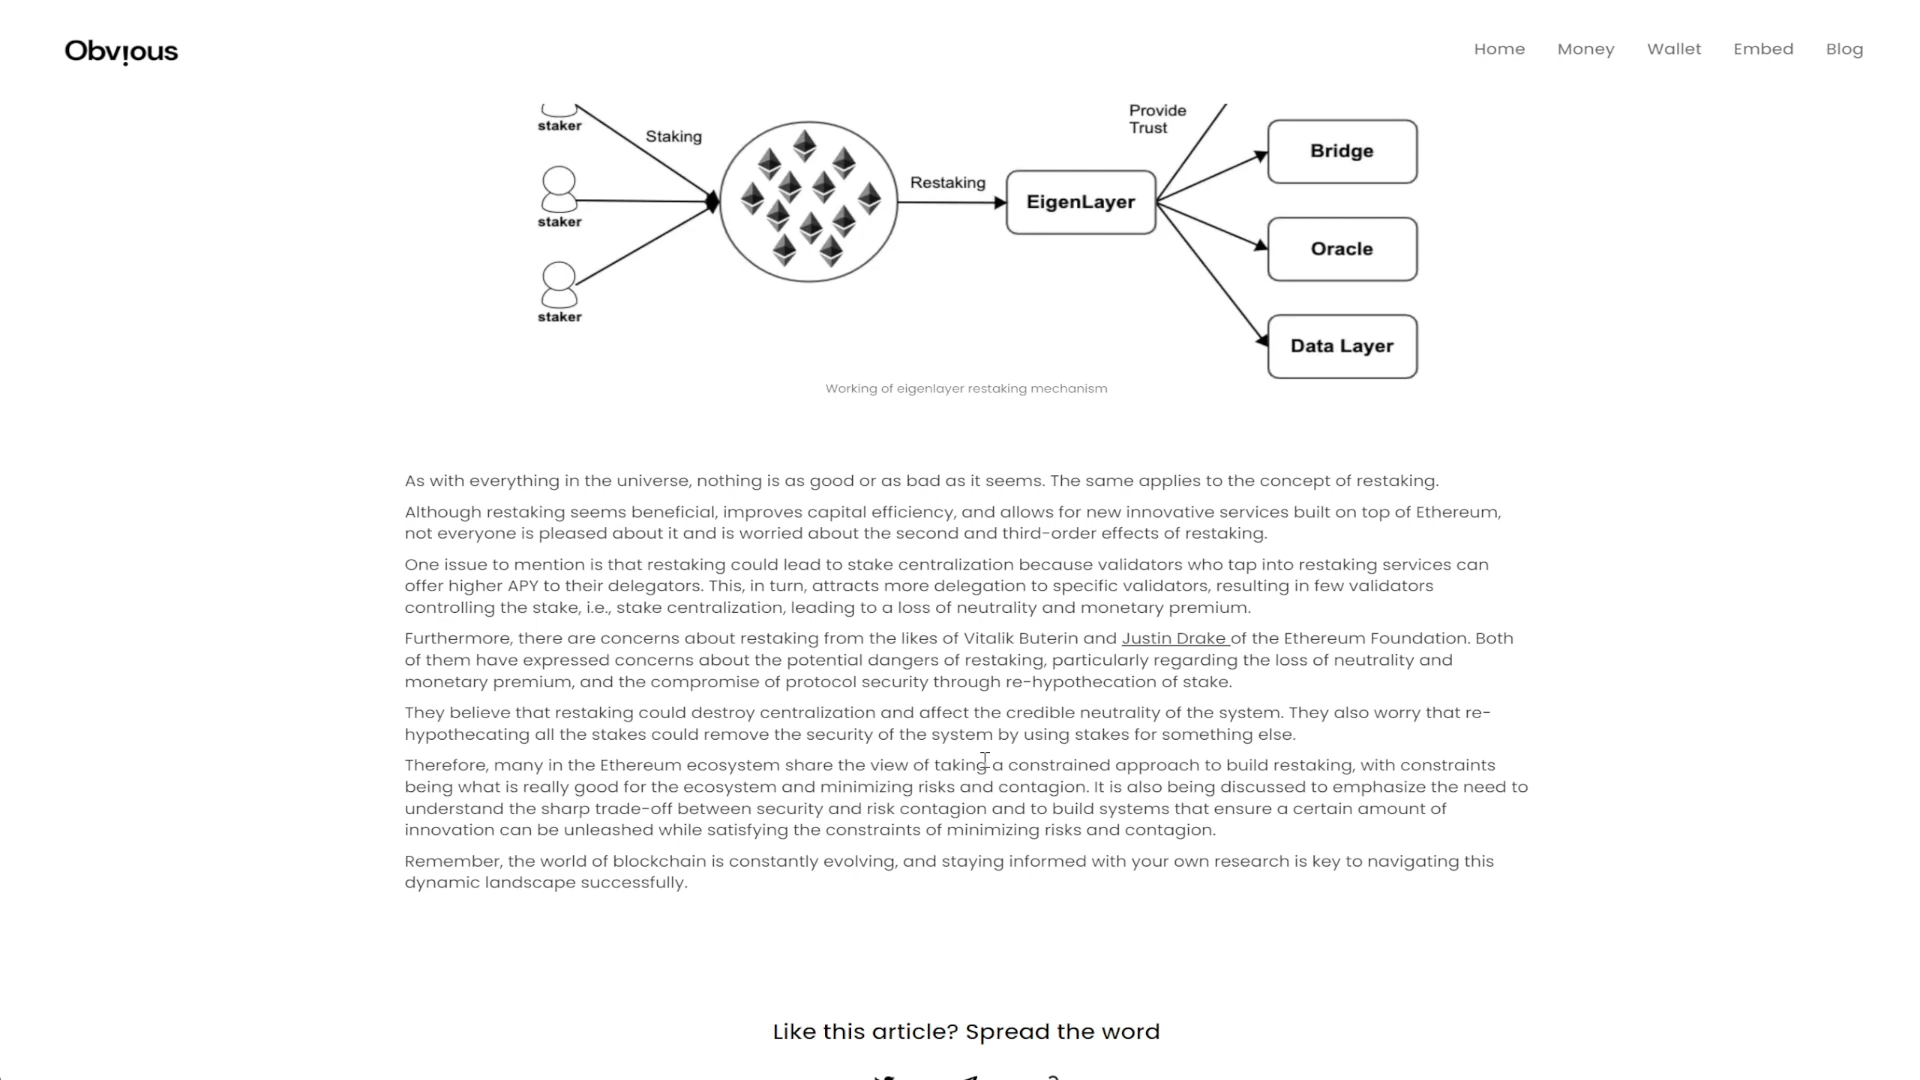 Obvious
Home Money Wallet Embed Blog
staker
Staking
staker
staker
Restaking
EigenLayer
Provide
Trust
Bridge
Oracle
Data Layer
Working of eigenlayer restaking mechanism
As with everything in the universe, nothing is as good or as bad as it seems. The same applies to the concept of restaking.
Although restaking seems beneficial, improves capital efficiency, and allows for new innovative services built on top of Ethereum,
not everyone is pleased about it and is worried about the second and third-order effects of restaking.
One issue to mention is that restaking could lead to stake centralization because validators who tap into restaking services can
offer higher APY to their delegators. This, in turn, attracts more delegation to specific validators, resulting in few validators
controlling the stake, i.e., stake centralization, leading to a loss of neutrality and monetary premium.
Furthermore, there are concerns about restaking from the likes of Vitalik Buterin and Justin Drake of the Ethereum Foundation. Both
of them have expressed concerns about the potential dangers of restaking, particularly regarding the loss of neutrality and
monetary premium, and the compromise of protocol security through re-hypothecation of stake.
They believe that restaking could destroy centralization and affect the credible neutrality of the system. They also worry that re-
hypothecating all the stakes could remove the security of the system by using stakes for something else.
Therefore, many in the Ethereum ecosystem share the view of taking a constrained approach to build restaking, with constraints
being what is really good for the ecosystem and minimizing risks and contagion. It is also being discussed to emphasize the need to
understand the sharp trade-off between security and risk contagion and to build systems that ensure a certain amount of
innovation can be unleashed while satisfying the constraints of minimizing risks and contagion.
Remember, the world of blockchain is constantly evolving, and staying informed with your own research is key to navigating this
dynamic landscape successfully.
Like this article? Spread the word